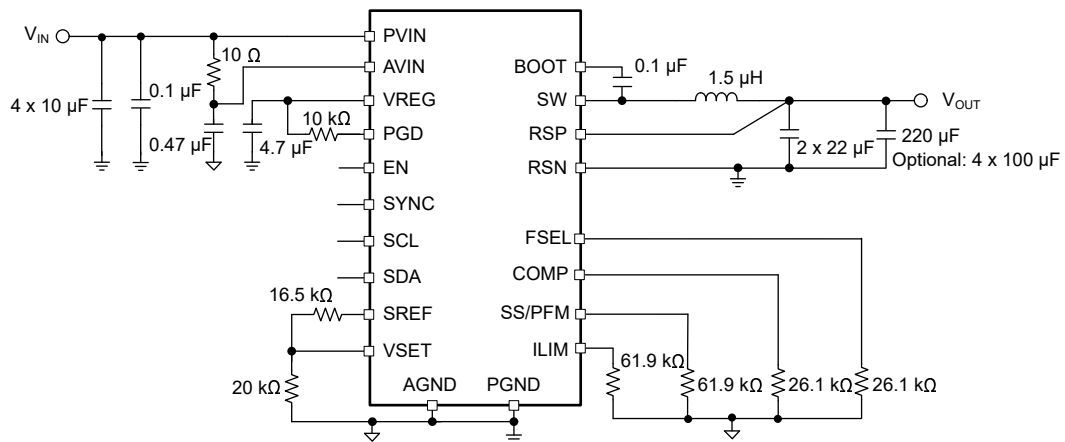 VIN
4 x 10 µF
0.1 µF
10 Ω
0.47 µF
4.7 µF
10 kΩ
PVIN
AVIN
VREG
PGD
EN
SYNC
SCL
SDA
SREF
VSET
16.5 kΩ
20 kΩ
AGND
PGND
BOOT
SW
RSP
RSN
FSEL
COMP
SS/PFM
ILIM
0.1 µF
1.5 µH
VOUT
2 x 22 µF
220 µF
Optional: 4 x 100 µF
61.9 kΩ
61.9 kΩ
26.1 kΩ
26.1 kΩ